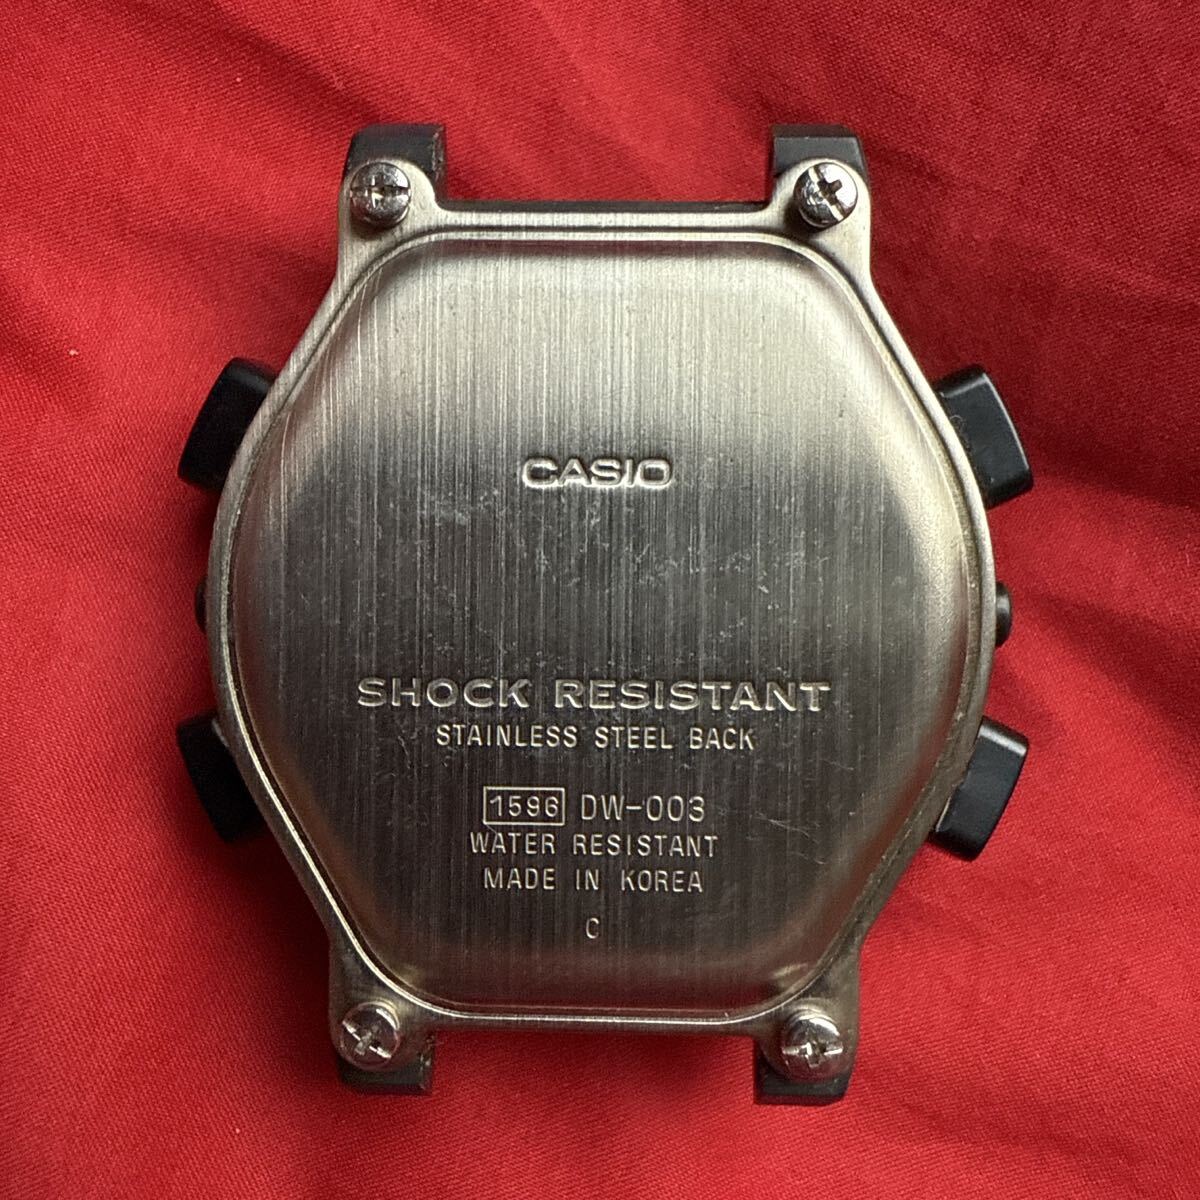 CASIO
SHOCK RESISTANT
STAINLESS STEEL BACK
1596 DW-003
WATER RESISTANT
MADE IN KOREA
C